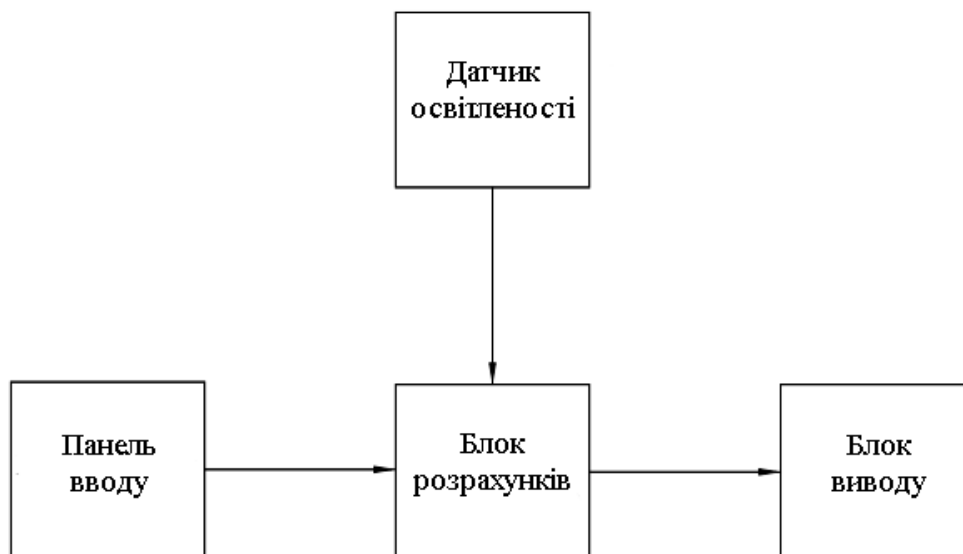 Датчик
освітленості
Панель
вводу
Блок
розрахунків
Блок
виводу